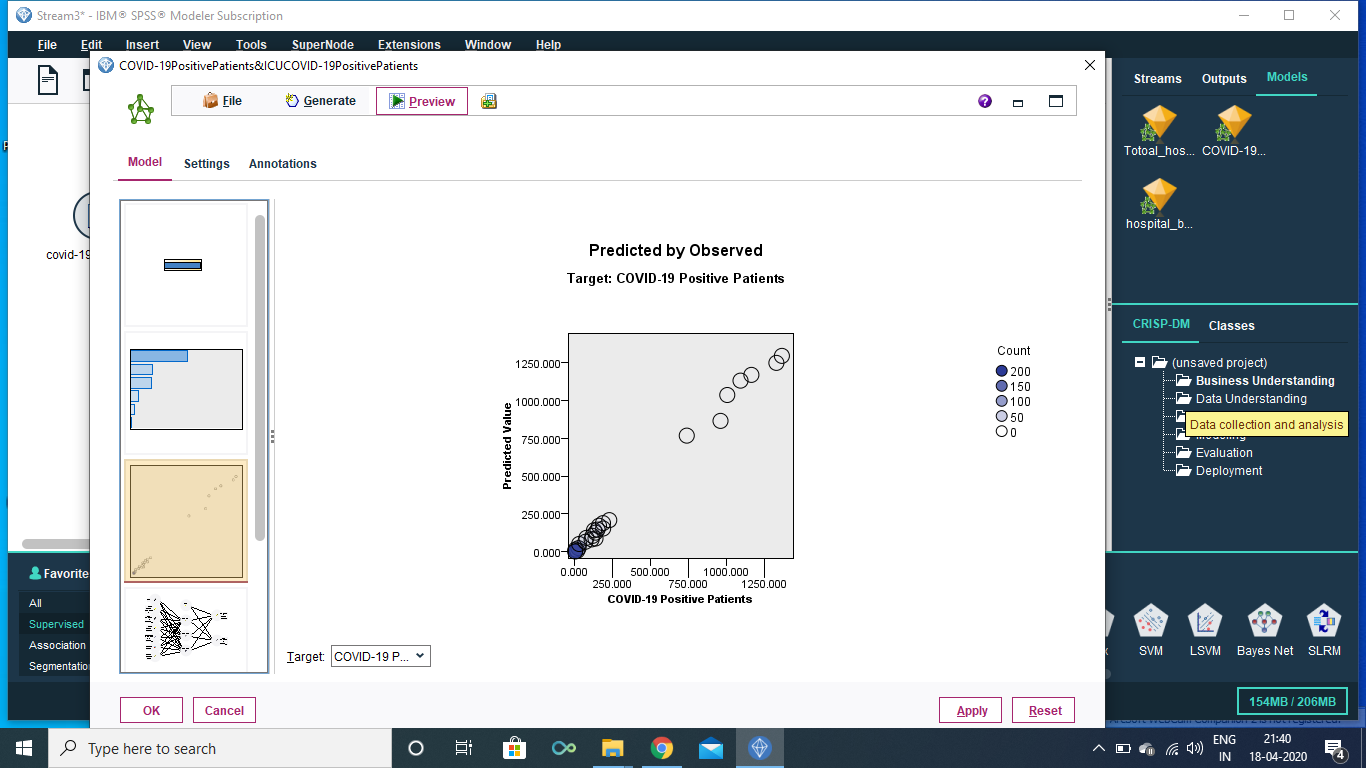 Stream3* - IBM® SPSS® Modeler Subscription
File Edit Insert View Tools SuperNode Extensions Window Help
COVID-19PositivePatients&ICUCOVID-19PositivePatients
File Generate Preview
Model Settings Annotations
covid-19
Predicted by Observed
Target: COVID-19 Positive Patients
Predicted Value
1250.000
1000.000
750.000
500.000
250.000
0.000
0.000 500.000 1000.000
250.000 750.000 1250.000
COVID-19 Positive Patients
Count
200
150
100
50
0
Target: COVID-19 P...
OK Cancel Apply Reset
Streams Outputs Models
Totoal_hos... COVID-19...
hospital_b...
CRISP-DM Classes
(unsaved project)
Business Understanding
Data Understanding
Data collection and analysis
Modeling
Evaluation
Deployment
Favorite
All
Supervised
Association
Segmentation
SVM LSVM Bayes Net SLRM
154MB / 206MB
Type here to search
ENG
IN
21:40
18-04-2020
4